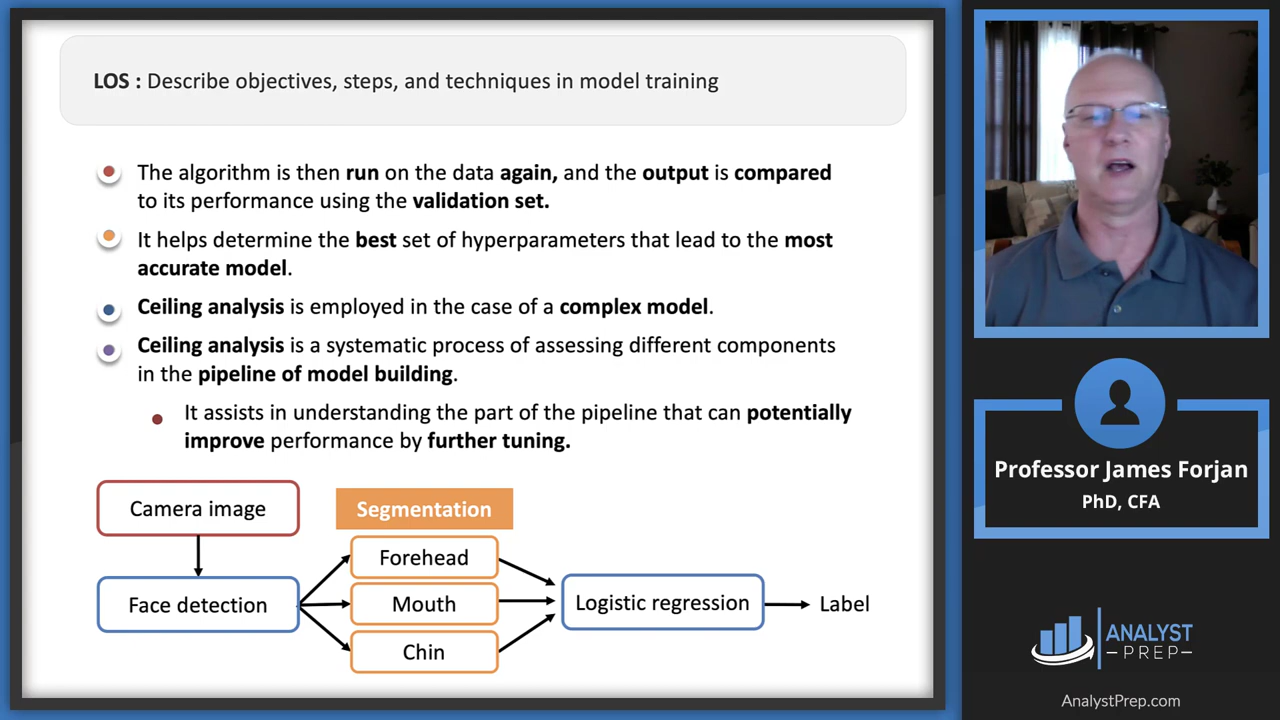 LOS : Describe objectives, steps, and techniques in model training
The algorithm is then run on the data again, and the output is compared
to its performance using the validation set.
It helps determine the best set of hyperparameters that lead to the most
accurate model.
Ceiling analysis is employed in the case of a complex model.
Ceiling analysis is a systematic process of assessing different components
in the pipeline of model building.
It assists in understanding the part of the pipeline that can potentially
improve performance by further tuning.
Camera image
Face detection
Segmentation
Forehead
Mouth
Chin
Logistic regression
Label
Professor James Forjan
PhD, CFA
ANALYST
PREP
AnalystPrep.com